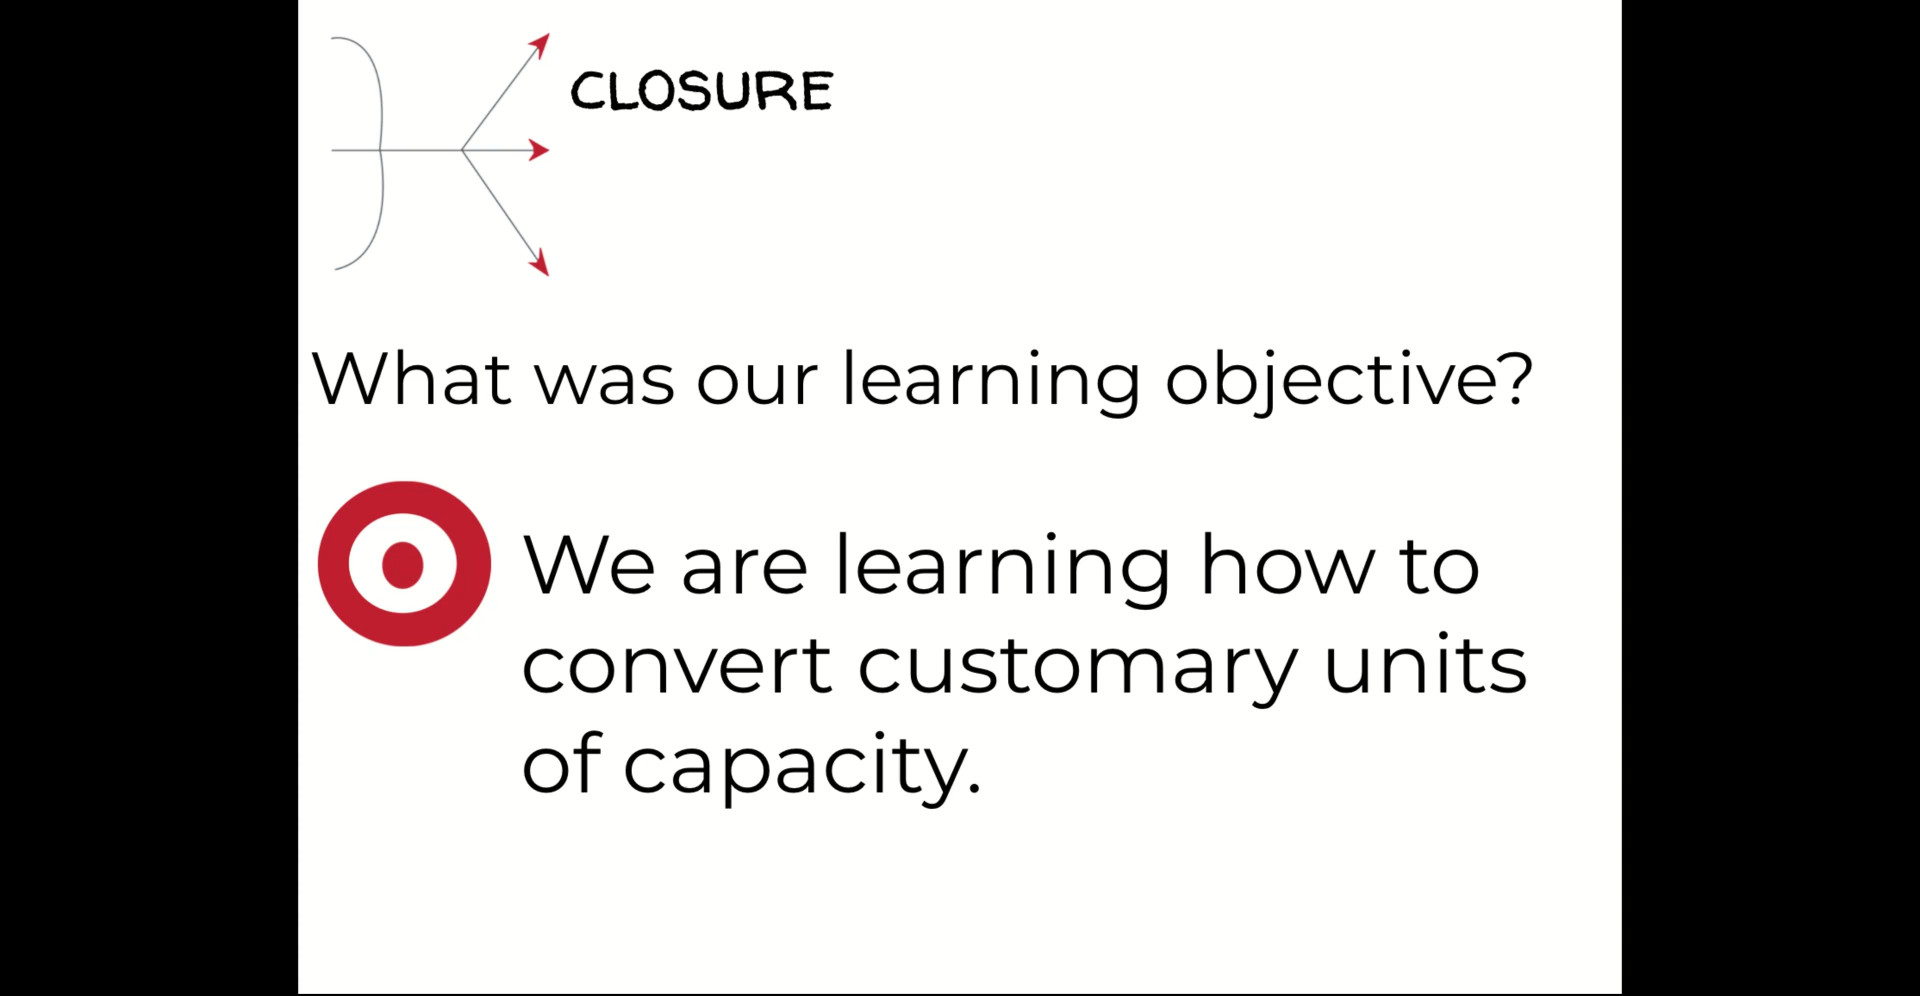 CLOSURE
What was our learning objective?
We are learning how to
convert customary units
of capacity.